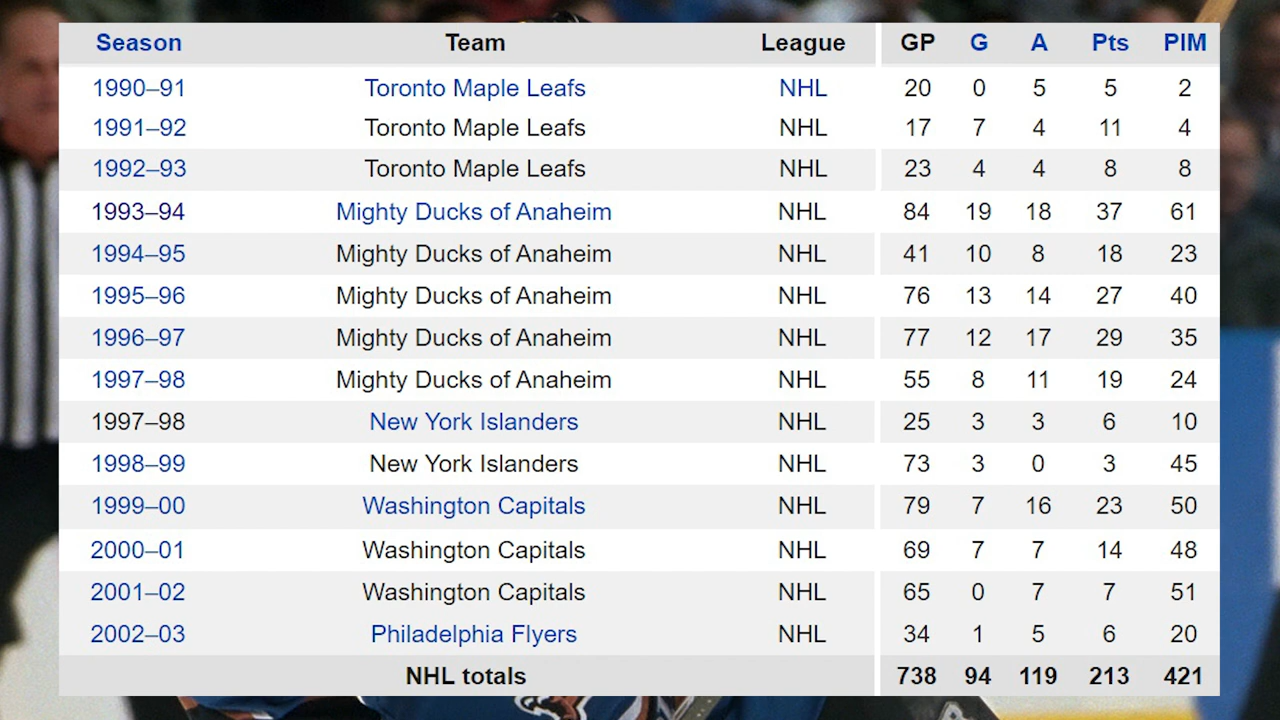 Season Team League GP G A Pts PIM
1990–91 Toronto Maple Leafs NHL 20 0 5 5 2
1991–92 Toronto Maple Leafs NHL 17 7 4 11 4
1992–93 Toronto Maple Leafs NHL 23 4 4 8 8
1993–94 Mighty Ducks of Anaheim NHL 84 19 18 37 61
1994–95 Mighty Ducks of Anaheim NHL 41 10 8 18 23
1995–96 Mighty Ducks of Anaheim NHL 76 13 14 27 40
1996–97 Mighty Ducks of Anaheim NHL 77 12 17 29 35
1997–98 Mighty Ducks of Anaheim NHL 55 8 11 19 24
1997–98 New York Islanders NHL 25 3 3 6 10
1998–99 New York Islanders NHL 73 3 0 3 45
1999–00 Washington Capitals NHL 79 7 16 23 50
2000–01 Washington Capitals NHL 69 7 7 14 48
2001–02 Washington Capitals NHL 65 0 7 7 51
2002–03 Philadelphia Flyers NHL 34 1 5 6 20
NHL totals 738 94 119 213 421